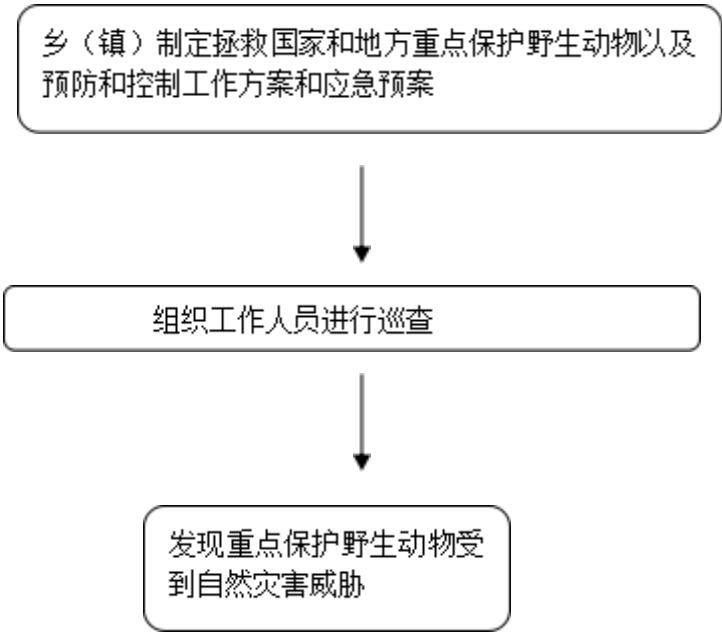 乡（镇）制定拯救国家和地方重点保护野生动物以及
预防和控制工作方案和应急预案
组织工作人员进行巡查
发现重点保护野生动物受
到自然灾害威胁